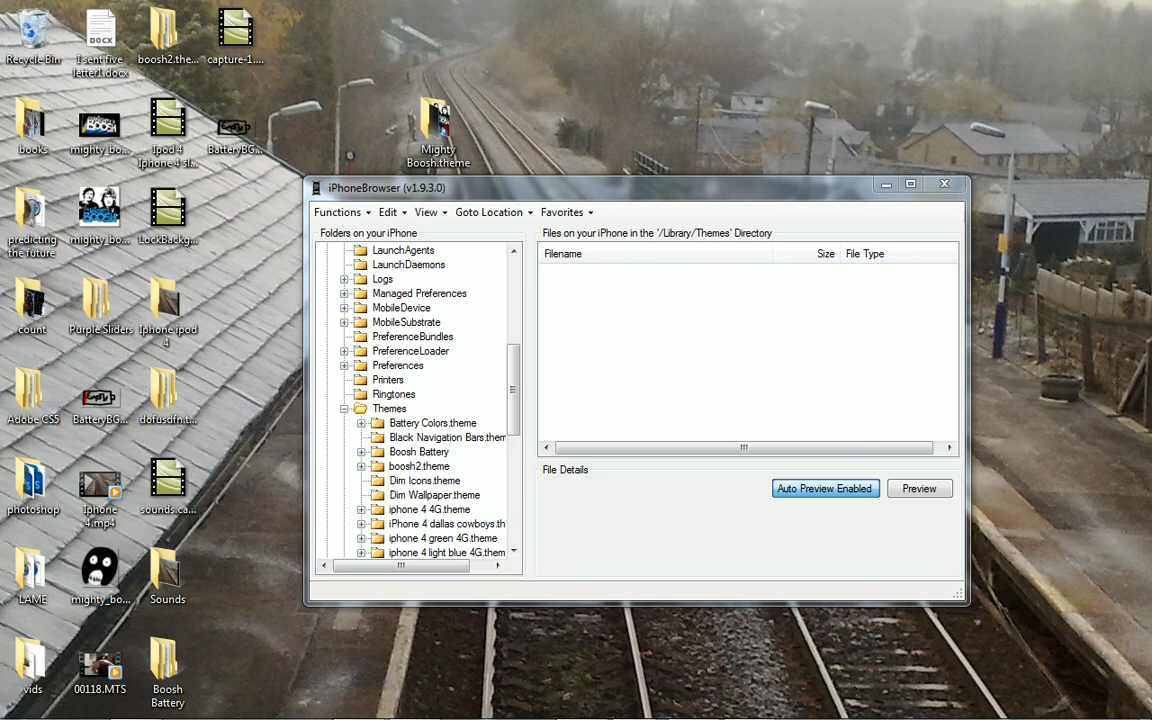 Recycle Bin
I sent five letter1.docx
boosh2.the...
capture-1....
books
mighty_bo...
Ipod 4 Iphone 4 sl...
BatteryBG...
Mighty Boosh.theme
predicting the future
mighty_bo...
LockBackg...
count
Purple Sliders
Iphone ipod 4
Adobe CS5
BatteryBG...
dofusdfn.t...
photoshop
Iphone 4.mp4
sounds.ca...
LAME
mighty_bo...
Sounds
vids
00118.MTS
Boosh Battery
DOCX
iPhoneBrowser (v1.9.3.0)
Functions Edit View Goto Location Favorites
Folders on your iPhone
LaunchAgents
LaunchDaemons
Logs
Managed Preferences
MobileDevice
MobileSubstrate
PreferenceBundles
PreferenceLoader
Preferences
Printers
Ringtones
Themes
Battery Colors.theme
Black Navigation Bars.them
Boosh Battery
boosh2.theme
Dim Icons.theme
Dim Wallpaper.theme
iphone 4 4G.theme
iPhone 4 dallas cowboys.th
iphone 4 green 4G.theme
iphone 4 light blue 4G.them
Files on your iPhone in the '/Library/Themes' Directory
Filename Size File Type
File Details
Auto Preview Enabled Preview